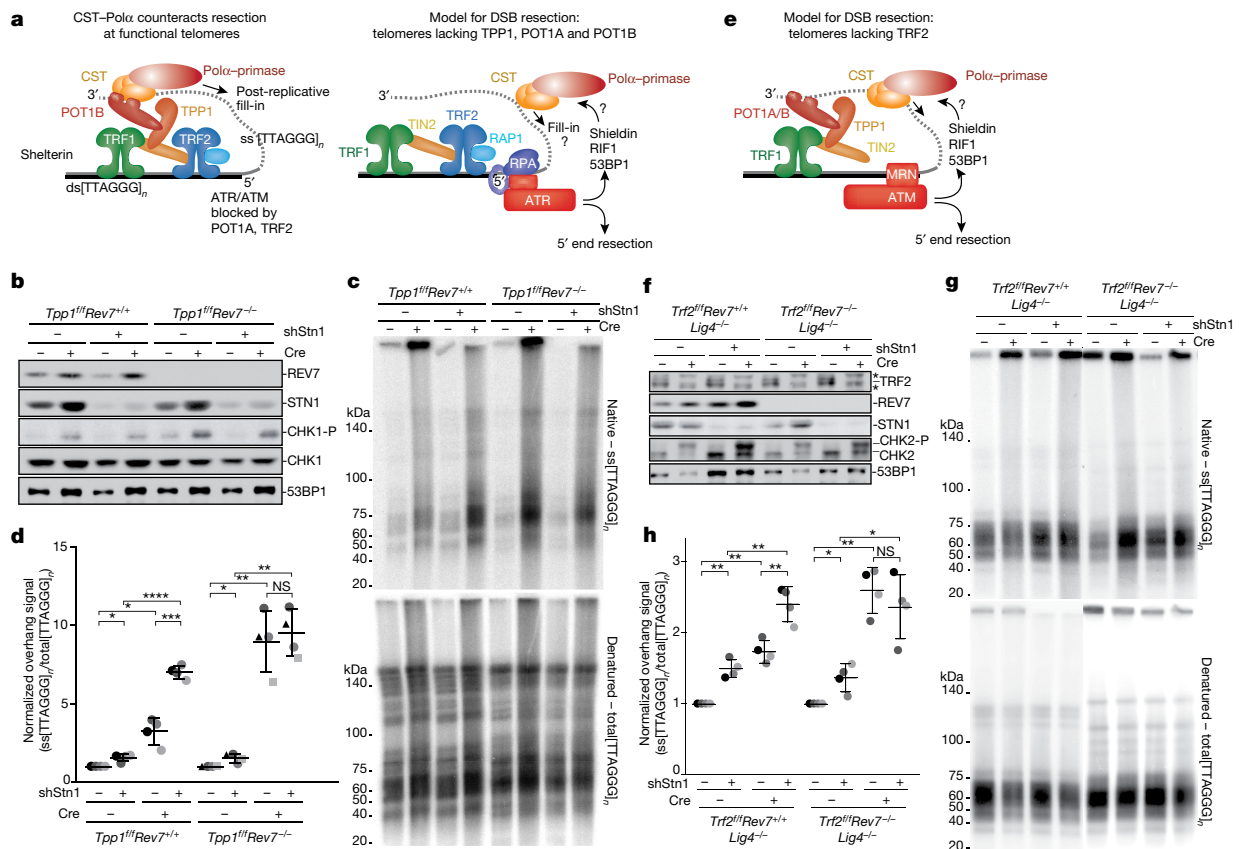 a
CST–Polα counteracts resection
at functional telomeres
CST
Polα–primase
3′
Post-replicative
fill-in
POT1B
TPP1
ss[TTAGGG]n
TRF1
TRF2
Shelterin
ds[TTAGGG]n
5′
ATR/ATM
blocked by
POT1A, TRF2
Model for DSB resection:
telomeres lacking TPP1, POT1A and POT1B
Polα–primase
CST
3′
?
Fill-in
?
TIN2
TRF2
RAP1
TRF1
RPA
5′
ATR
Shieldin
RIF1
53BP1
5′ end resection
e
Model for DSB resection:
telomeres lacking TRF2
CST
Polα–primase
3′
?
POT1A/B
TPP1
TIN2
TRF1
MRN
ATM
Shieldin
RIF1
53BP1
5′ end resection
b
Tpp1f/fRev7+/+ Tpp1f/fRev7–/–
– + – + shStn1
– + – + – + – + Cre
REV7
STN1
CHK1-P
CHK1
53BP1
c
Tpp1f/fRev7+/+ Tpp1f/fRev7–/–
– + – + shStn1
– + – + – + – + Cre
kDa
140
100
75
60
50
20
Native – ss[TTAGGG]n
kDa
140
100
75
60
50
40
20
Denatured – total[TTAGGG]n
d
Normalized overhang signal
(ss[TTAGGG]n/total[TTAGGG]n)
15
10
5
0
****
*
*
***
**
**
*
NS
shStn1 – + – + – + – +
Cre – + – +
Tpp1f/fRev7+/+ Tpp1f/fRev7–/–
f
Trf2f/fRev7+/+ Trf2f/fRev7–/–
Lig4–/– Lig4–/–
– + – + shStn1
– + – + – + – + Cre
*
TRF2
*
REV7
STN1
CHK2-P
CHK2
53BP1
g
Trf2f/fRev7+/+ Trf2f/fRev7–/–
Lig4–/– Lig4–/–
– + – + shStn1
– + – + – + – + Cre
kDa
140
100
75
60
50
40
20
Native – ss[TTAGGG]n
kDa
140
100
75
60
50
40
20
Denatured – total[TTAGGG]n
h
Normalized overhang signal
(ss[TTAGGG]n/total[TTAGGG]n)
3
2
1
0
**
**
**
**
*
**
*
NS
shStn1 – + – + – + – +
Cre – + – +
Trf2f/fRev7+/+ Trf2f/fRev7–/–
Lig4–/– Lig4–/–